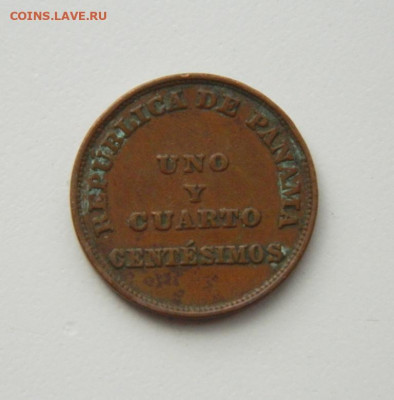 COINS.LAVE.RU
REPUBLICA DE PANAMA
UNO
Y
CUARTO
CENTÉSIMOS